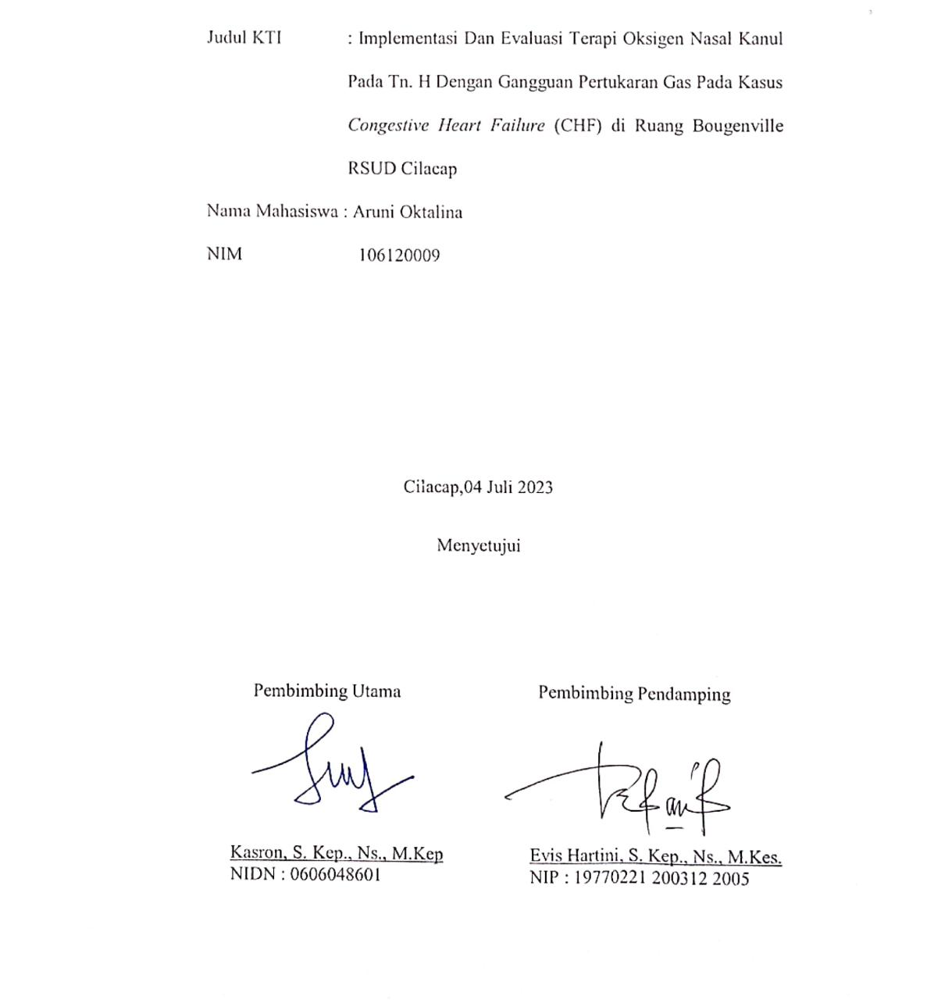 Judul KTI : Implementasi Dan Evaluasi Terapi Oksigen Nasal Kanul
Pada Tn. H Dengan Gangguan Pertukaran Gas Pada Kasus
Congestive Heart Failure (CHF) di Ruang Bougenville
RSUD Cilacap
Nama Mahasiswa : Aruni Oktalina
NIM 106120009
Cilacap,04 Juli 2023
Menyetujui
Pembimbing Utama Pembimbing Pendamping
Kasron, S. Kep., Ns., M.Kep Evis Hartini, S. Kep., Ns., M.Kes.
NIDN : 0606048601 NIP : 19770221 200312 2005